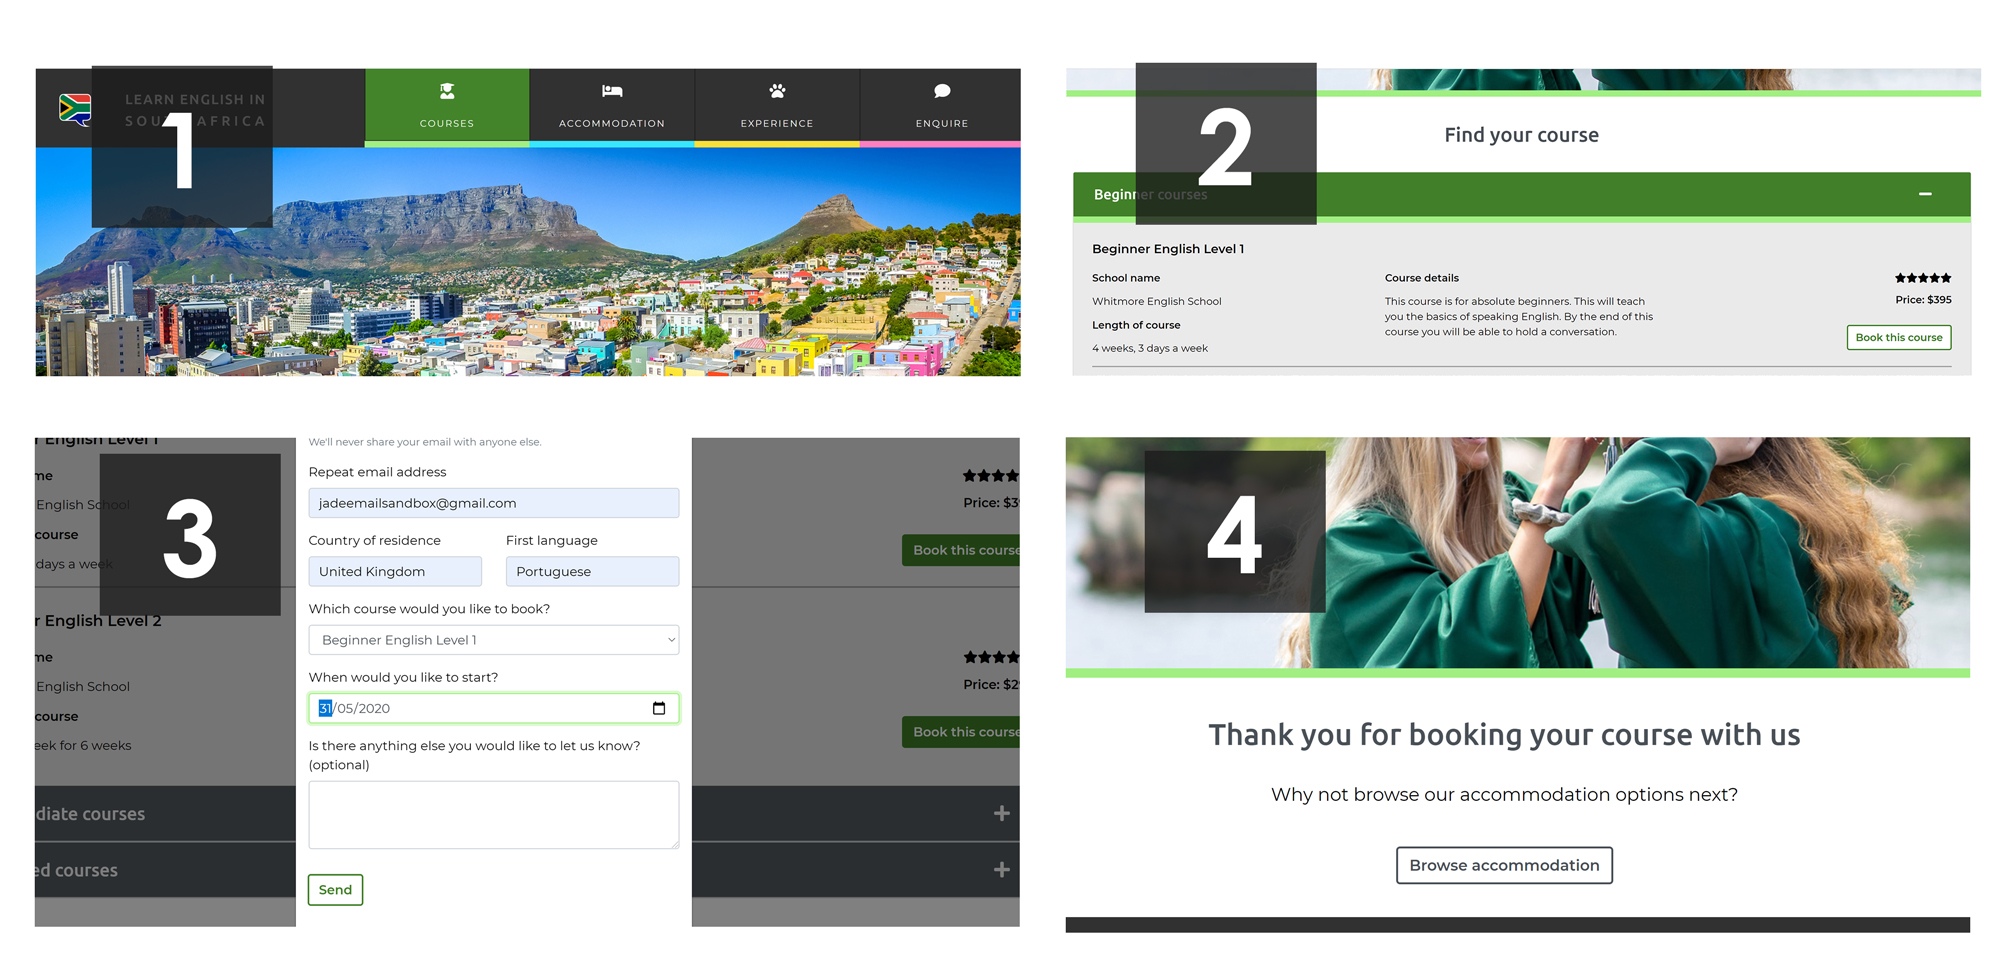 LEARN ENGLISH IN
SOUTH AFRICA
1
COURSES
ACCOMMODATION
EXPERIENCE
ENQUIRE
2
Find your course
Beginner courses
Beginner English Level 1
School name
Whitmore English School
Length of course
4 weeks, 3 days a week
Course details
This course is for absolute beginners. This will teach
you the basics of speaking English. By the end of this
course you will be able to hold a conversation.
Price: $395
Book this course
3
r English Level 1
me
English School
course
days a week
r English Level 2
me
English School
course
eek for 6 weeks
diate courses
ed courses
We'll never share your email with anyone else.
Repeat email address
jadeemailsandbox@gmail.com
Country of residence
First language
United Kingdom
Portuguese
Which course would you like to book?
Beginner English Level 1
When would you like to start?
31/05/2020
Is there anything else you would like to let us know?
(optional)
Send
Price: $3
Book this course
Price: $2
Book this course
4
Thank you for booking your course with us
Why not browse our accommodation options next?
Browse accommodation